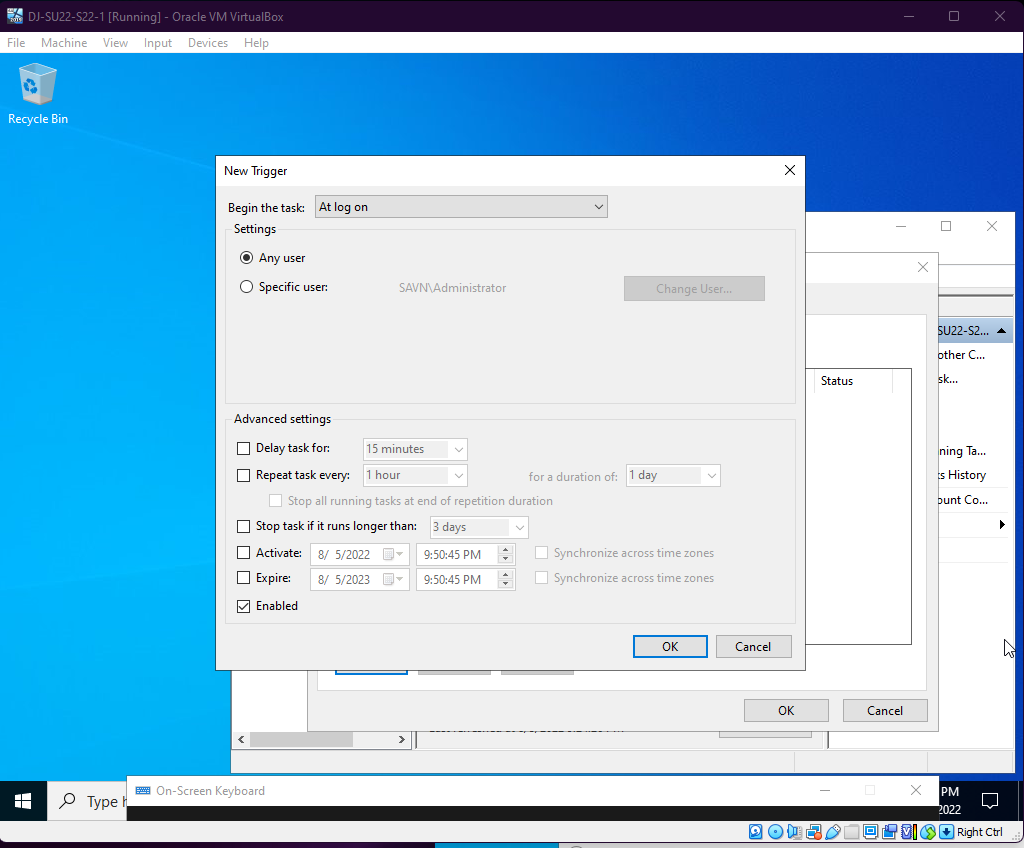 DJ-SU22-S22-1 [Running] - Oracle VM VirtualBox
File Machine View Input Devices Help
Recycle Bin
New Trigger
Begin the task: At log on
Settings
Any user
Specific user: SAVN\Administrator Change User...
SU22-S2...
other C...
sk...
Status
Advanced settings
Delay task for: 15 minutes
ning Ta...
Repeat task every: 1 hour for a duration of: 1 day
ks History
Stop all running tasks at end of repetition duration
ount Co...
Stop task if it runs longer than: 3 days
Activate: 8/ 5/2022 9:50:45 PM Synchronize across time zones
Expire: 8/ 5/2023 9:50:45 PM Synchronize across time zones
Enabled
OK Cancel
OK Cancel
On-Screen Keyboard
PM
Type h
2022
Right Ctrl